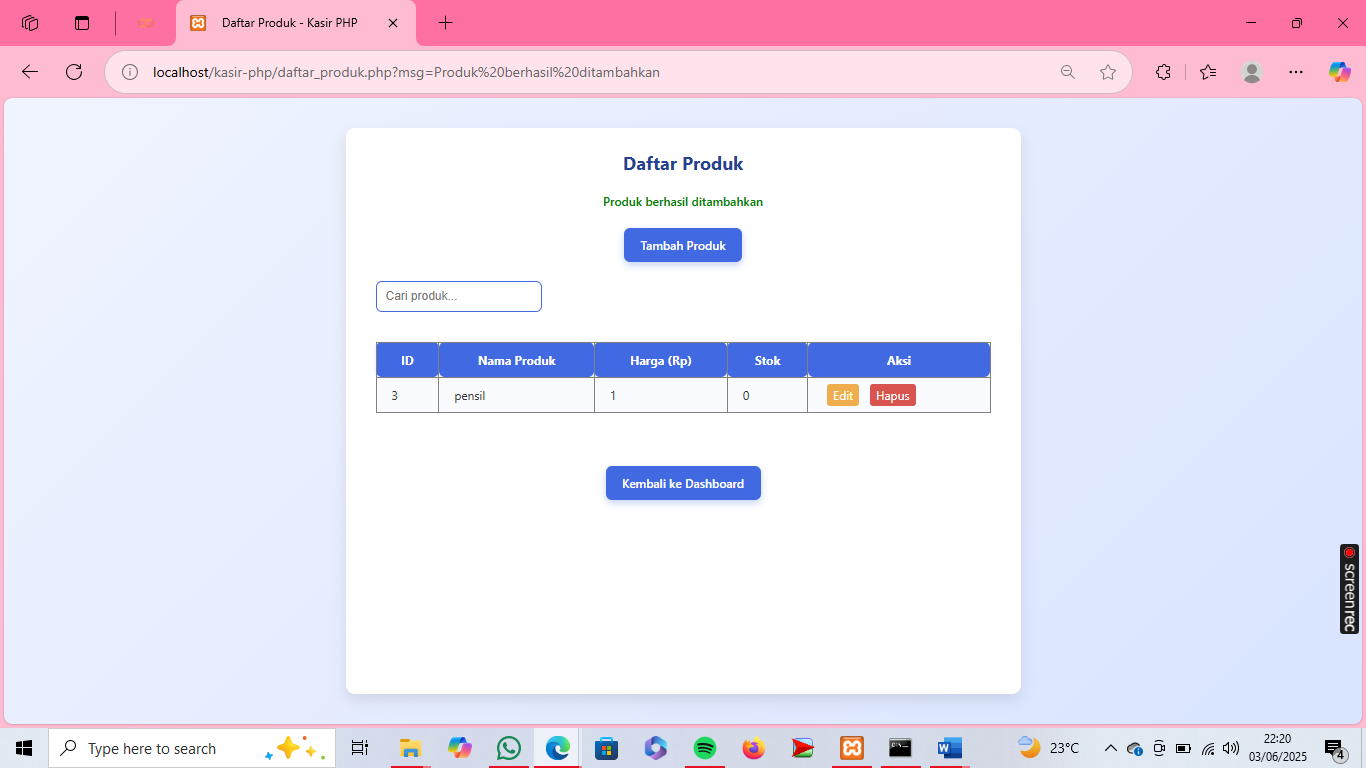 Daftar Produk - Kasir PHP
localhost/kasir-php/daftar_produk.php?msg=Produk%20berhasil%20ditambahkan
Daftar Produk
Produk berhasil ditambahkan
Tambah Produk
Cari produk...
ID Nama Produk Harga (Rp) Stok Aksi
3 pensil 1 0 Edit Hapus
Kembali ke Dashboard
screenrec
Type here to search
23°C
22:20
03/06/2025
4